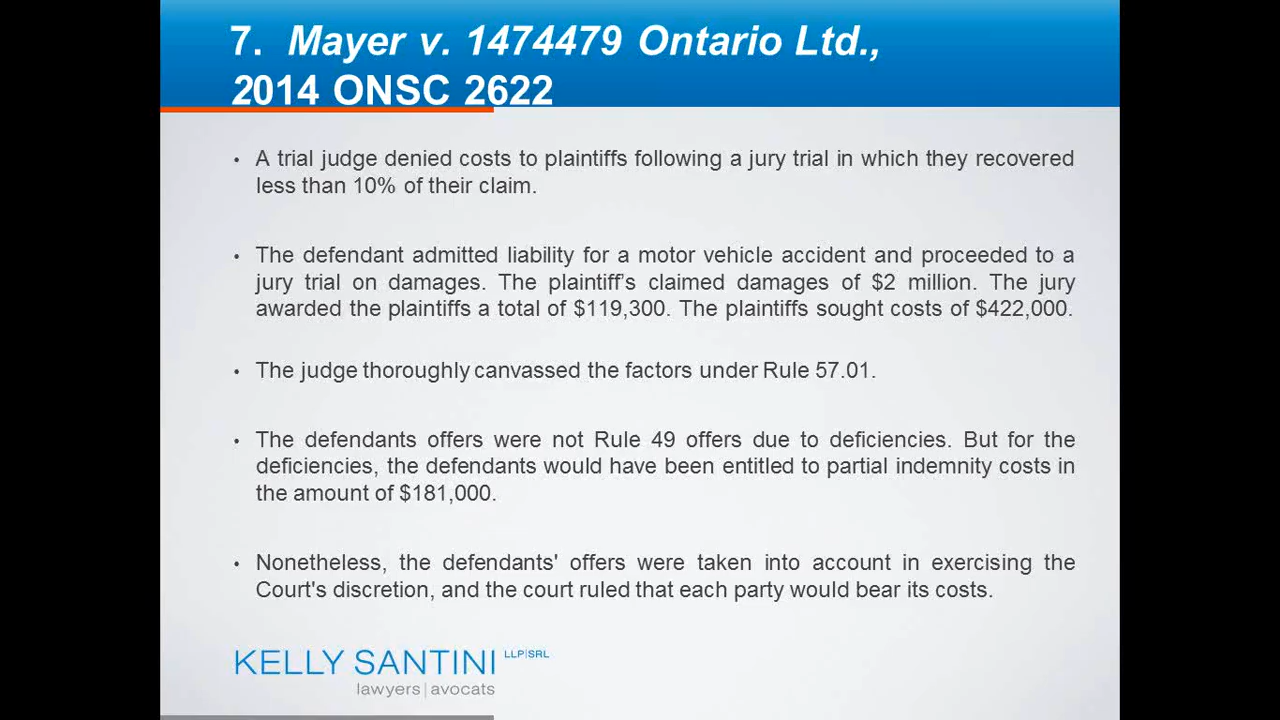 7. Mayer v. 1474479 Ontario Ltd.,
2014 ONSC 2622
• A trial judge denied costs to plaintiffs following a jury trial in which they recovered
less than 10% of their claim.
• The defendant admitted liability for a motor vehicle accident and proceeded to a
jury trial on damages. The plaintiff's claimed damages of $2 million. The jury
awarded the plaintiffs a total of $119,300. The plaintiffs sought costs of $422,000.
• The judge thoroughly canvassed the factors under Rule 57.01.
• The defendants offers were not Rule 49 offers due to deficiencies. But for the
deficiencies, the defendants would have been entitled to partial indemnity costs in
the amount of $181,000.
• Nonetheless, the defendants' offers were taken into account in exercising the
Court's discretion, and the court ruled that each party would bear its costs.
KELLY SANTINI LLP|SRL
lawyers|avocats